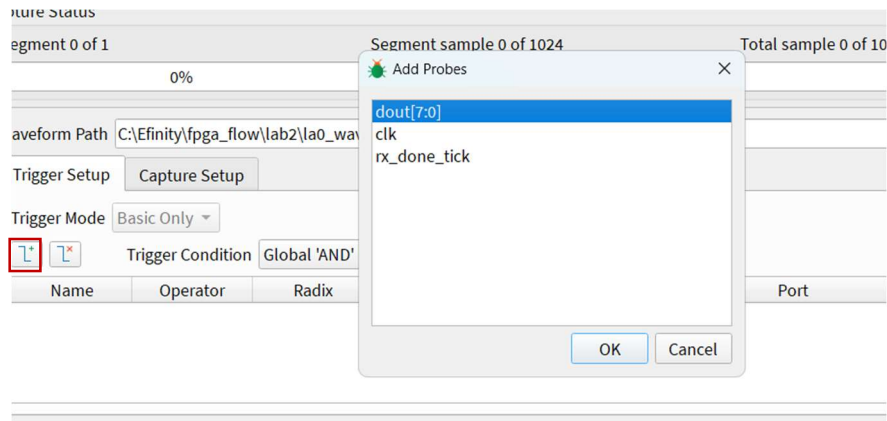 egment 0 of 1
Segment sample 0 of 1024
Total sample 0 of 10
Add Probes
0%
dout[7:0]
clk
rx_done_tick
aveform Path C:\Efinity\fpga_flow\lab2\la0_wav
Trigger Setup
Capture Setup
Trigger Mode Basic Only
Trigger Condition Global 'AND'
Name Operator Radix Port
OK Cancel